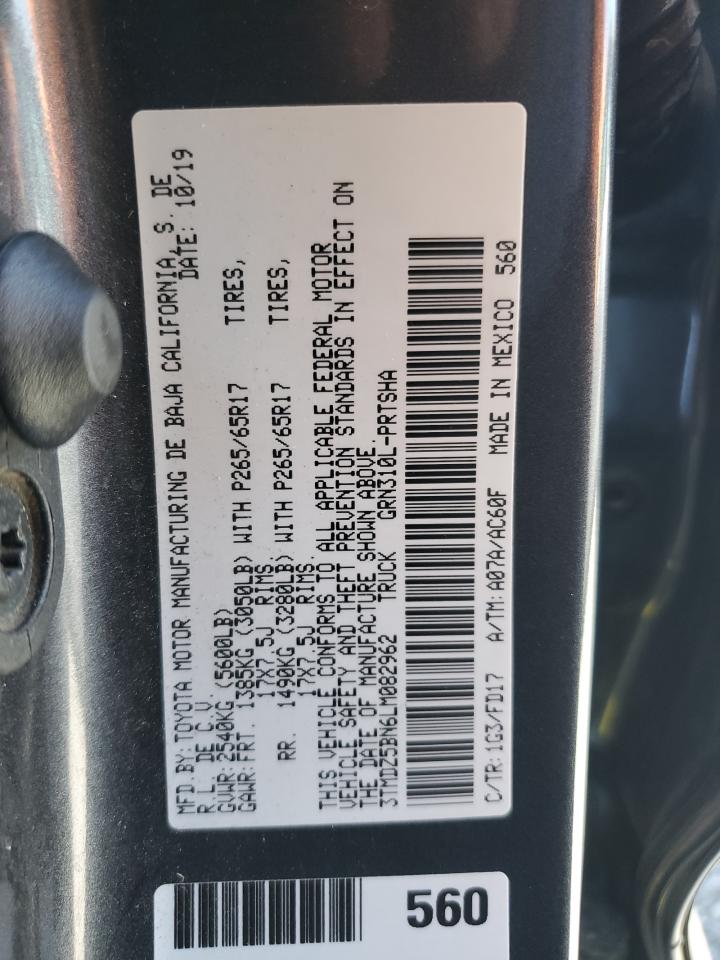 MFD.BY: TOYOTA MOTOR MANUFACTURING DE BAJA CALIFORNIA,S. DE
R.L. DE C.V. DATE: 10/19
GVWR: 2540KG (5600LB)
GAWR:FRT. 1385KG (3050LB) WITH P265/65R17 TIRES,
17X7.5J RIMS
RR. 1490KG (3280LB) WITH P265/65R17 TIRES,
17X7.5J RIMS
THIS VEHICLE CONFORMS TO ALL APPLICABLE FEDERAL MOTOR
VEHICLE SAFETY AND THEFT PREVENTION STANDARDS IN EFFECT ON
THE DATE OF MANUFACTURE SHOWN ABOVE.
3TMDZ5BN6LM082962 TRUCK GRN310L-PRTSHA
C/TR:1G3/FD17 A/TM:A07A/AC60F MADE IN MEXICO 560
560